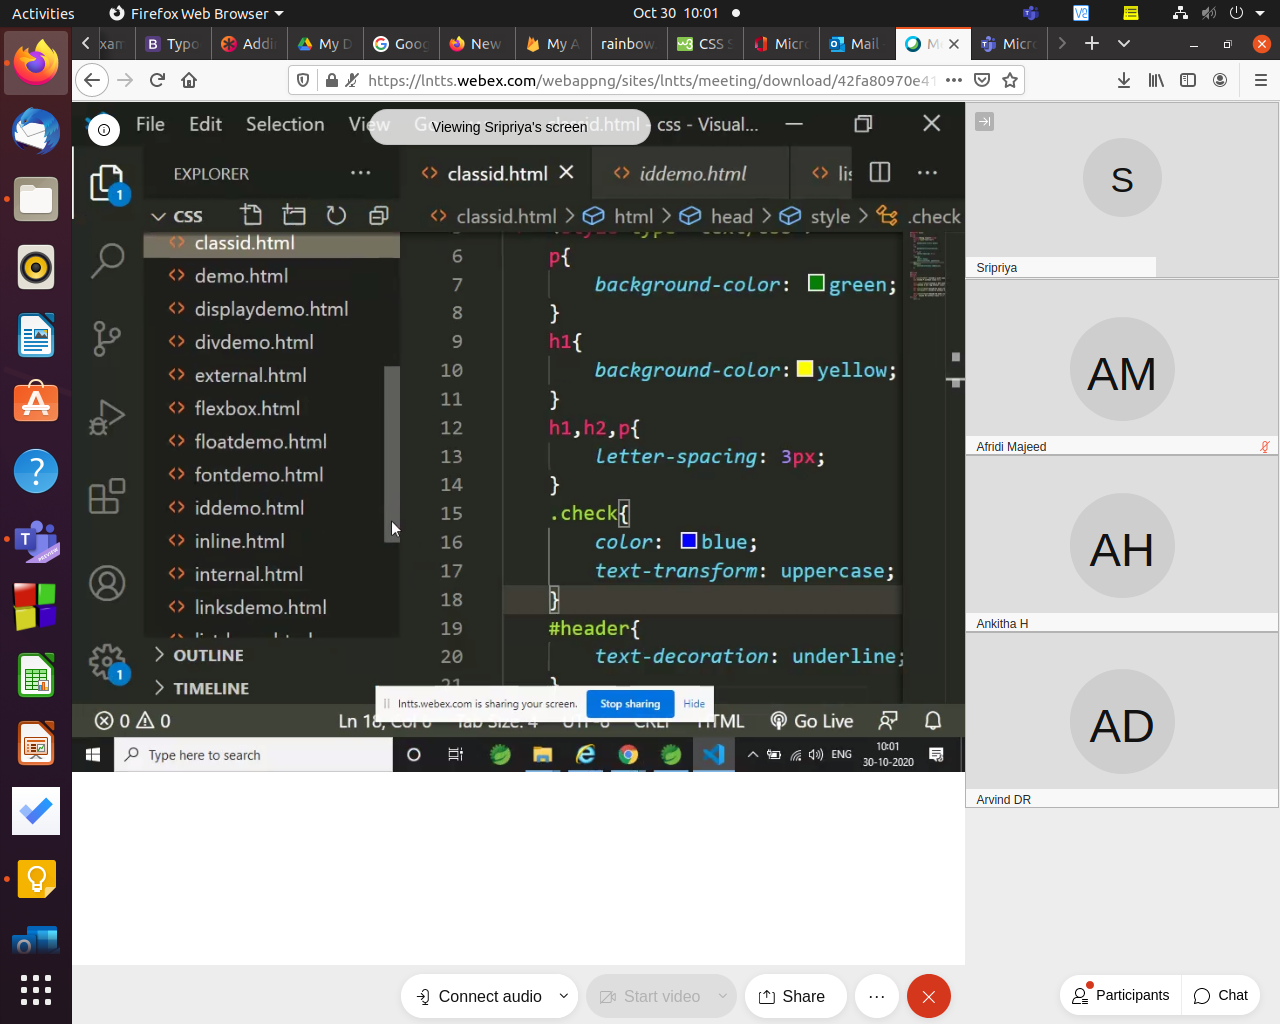 Activities
Firefox Web Browser
Oct 30 10:01
Typo
Addi
My D
Goog
New
My A
rainbow
CSS S
Micr
Mail
M
Micr
https://lntts.webex.com/webappng/sites/lntts/meeting/download/42fa80970e41
File Edit Selection View
Viewing Sripriya's screen
classid.html - css - Visual...
EXPLORER
classid.html
iddemo.html
lis
CSS
classid.html > html > head > style > .check
classid.html
demo.html
displaydemo.html
divdemo.html
external.html
flexbox.html
floatdemo.html
fontdemo.html
iddemo.html
inline.html
internal.html
linksdemo.html
OUTLINE
TIMELINE
6 p{
7 background-color: green;
8 }
9 h1{
10 background-color: yellow;
11 }
12 h1,h2,p{
13 letter-spacing: 3px;
14 }
15 .check{
16 color: blue;
17 text-transform: uppercase;
18 }
19 #header{
20 text-decoration: underline;
21 }
1
1
lntts.webex.com is sharing your screen.
Stop sharing
Hide
0 0
Ln 18, Col 6
Tab Size: 4
UTF-8
CRLF
HTML
Go Live
Type here to search
ENG
10:01
30-10-2020
S
Sripriya
AM
Afridi Majeed
AH
Ankitha H
AD
Arvind DR
Connect audio
Start video
Share
Participants
Chat